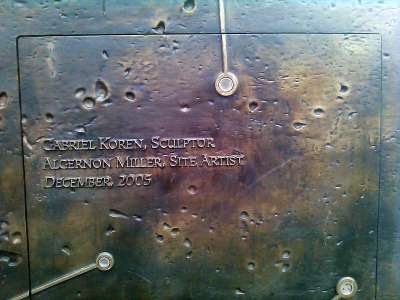 Gabriel Koren, Sculptor
Algernon Miller, Site Artist
December, 2005